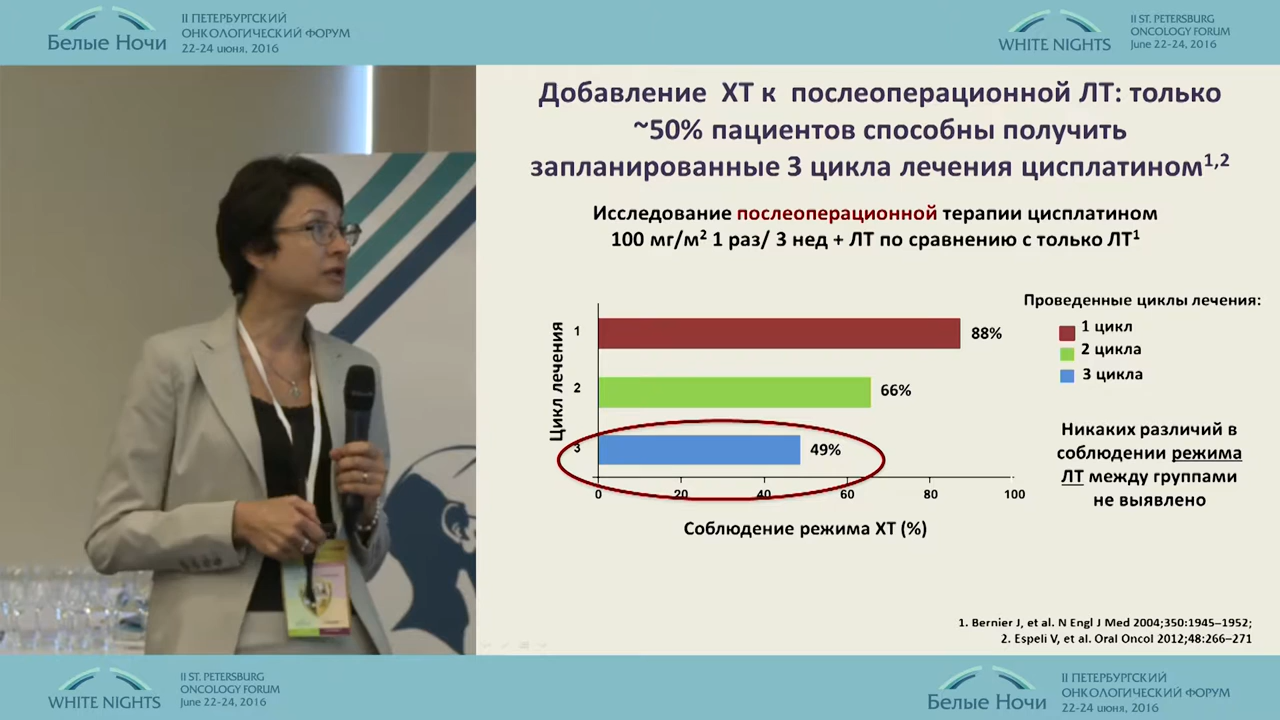 Белые Ночи
II ПЕТЕРБУРГСКИЙ
ОНКОЛОГИЧЕСКИЙ ФОРУМ
22-24 июня, 2016
WHITE NIGHTS
II ST. PETERSBURG
ONCOLOGY FORUM
June 22-24, 2016
Добавление ХТ к послеоперационной ЛТ: только
~50% пациентов способны получить
запланированные 3 цикла лечения цисплатином¹,²
Исследование послеоперационной терапии цисплатином
100 мг/м² 1 раз/ 3 нед + ЛТ по сравнению с только ЛТ¹
Цикл лечения
1
88%
2
66%
3
49%
0 20 40 60 80 100
Соблюдение режима ХТ (%)
Проведенные циклы лечения:
1 цикл
2 цикла
3 цикла
Никаких различий в
соблюдении режима
ЛТ между группами
не выявлено
1. Bernier J, et al. N Engl J Med 2004;350:1945–1952;
2. Espeli V, et al. Oral Oncol 2012;48:266–271
WHITE NIGHTS
II ST. PETERSBURG
ONCOLOGY FORUM
June 22-24, 2016
Белые Ночи
II ПЕТЕРБУРГСКИЙ
ОНКОЛОГИЧЕСКИЙ ФОРУМ
22-24 июня, 2016